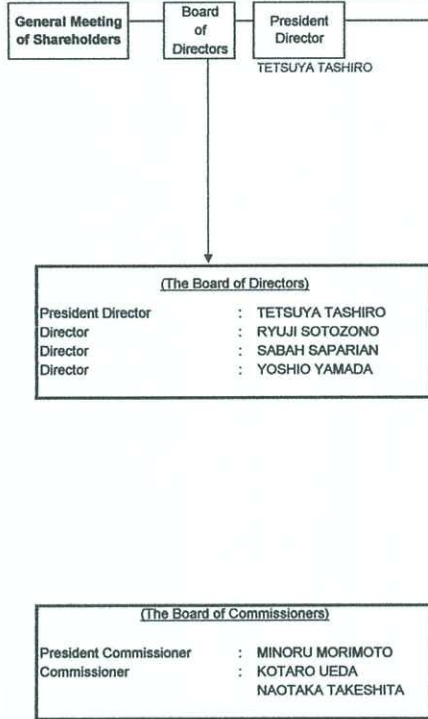 General Meeting
of Shareholders
Board
of
Directors
President
Director
TETSUYA TASHIRO
(The Board of Directors)
President Director : TETSUYA TASHIRO
Director : RYUJI SOTOZONO
Director : SABAH SAPARIAN
Director : YOSHIO YAMADA
(The Board of Commissioners)
President Commissioner : MINORU MORIMOTO
Commissioner : KOTARO UEDA
NAOTAKA TAKESHITA